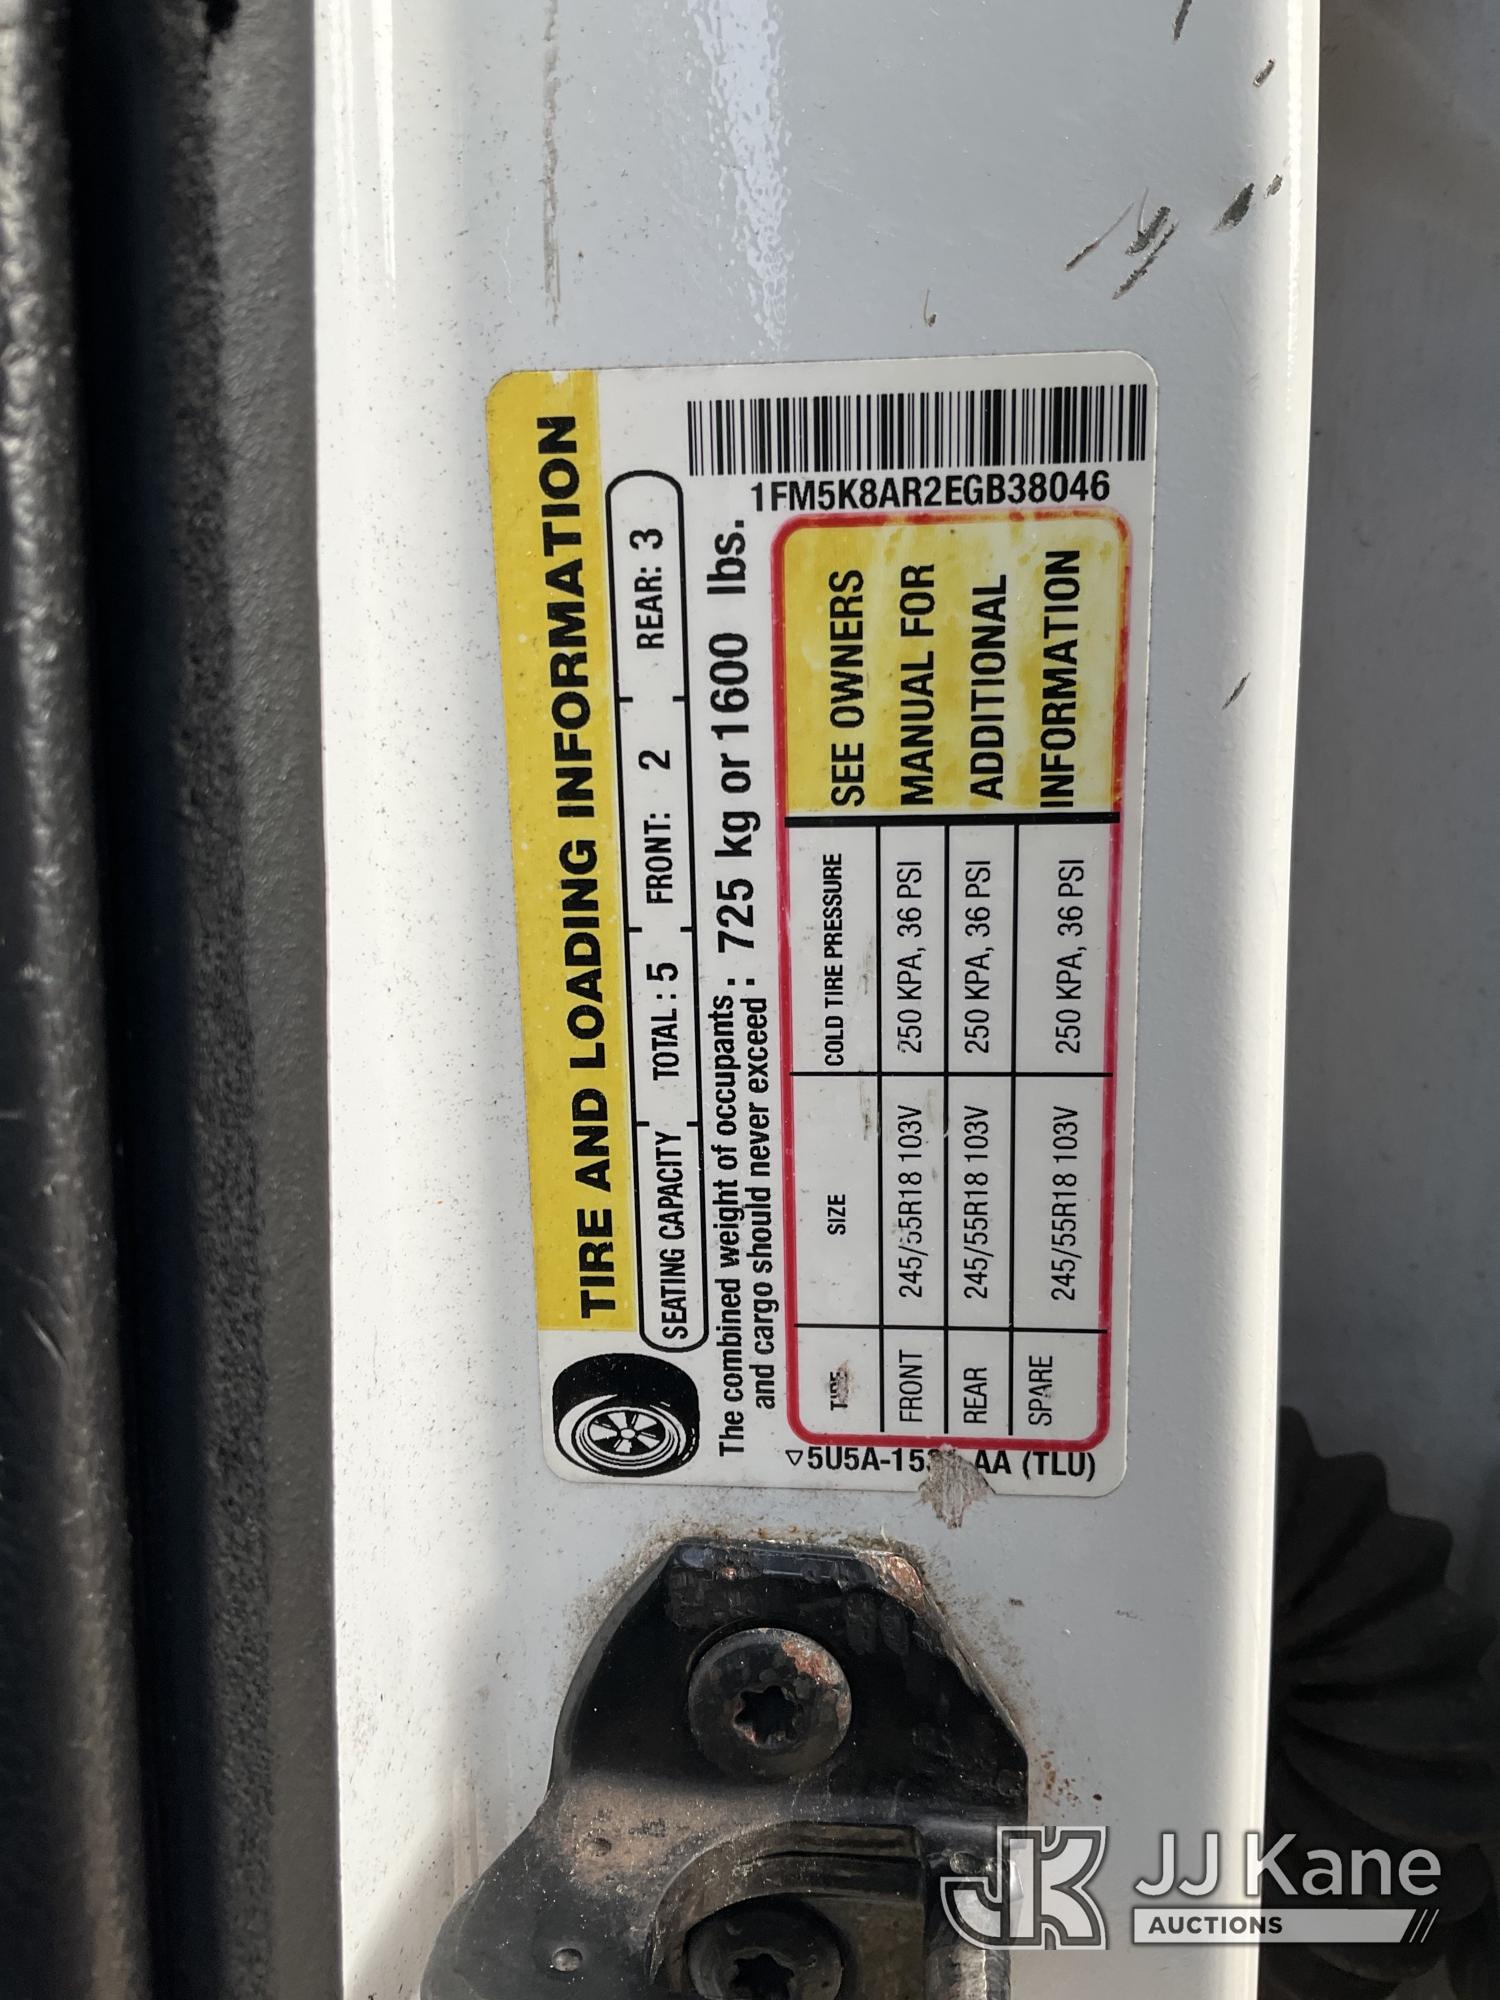 TIRE AND LOADING INFORMATION
SEATING CAPACITY TOTAL : 5 FRONT: 2 REAR: 3
The combined weight of occupants
and cargo should never exceed : 725 kg or 1600 lbs.
1FM5K8AR2EGB38046
SIZE COLD TIRE PRESSURE
FRONT 245/55R18 103V 250 KPA, 36 PSI
REAR 245/55R18 103V 250 KPA, 36 PSI
SPARE 245/55R18 103V 250 KPA, 36 PSI
SEE OWNERS
MANUAL FOR
ADDITIONAL
INFORMATION
AA (TLU)
JK JJ Kane
AUCTIONS